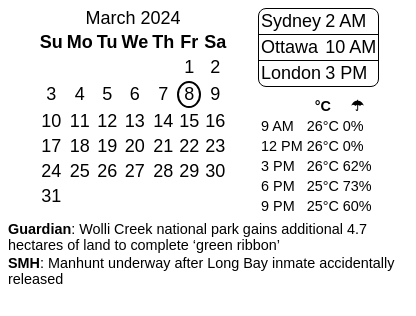 March 2024
Su Mo Tu We Th Fr Sa
1 2
3 4 5 6 7 8 9
10 11 12 13 14 15 16
17 18 19 20 21 22 23
24 25 26 27 28 29 30
31
Sydney 2 AM
Ottawa 10 AM
London 3 PM
°C ☂
9 AM 26°C 0%
12 PM 26°C 0%
3 PM 26°C 62%
6 PM 25°C 73%
9 PM 25°C 60%
Guardian: Wolli Creek national park gains additional 4.7
hectares of land to complete ‘green ribbon’
SMH: Manhunt underway after Long Bay inmate accidentally
released